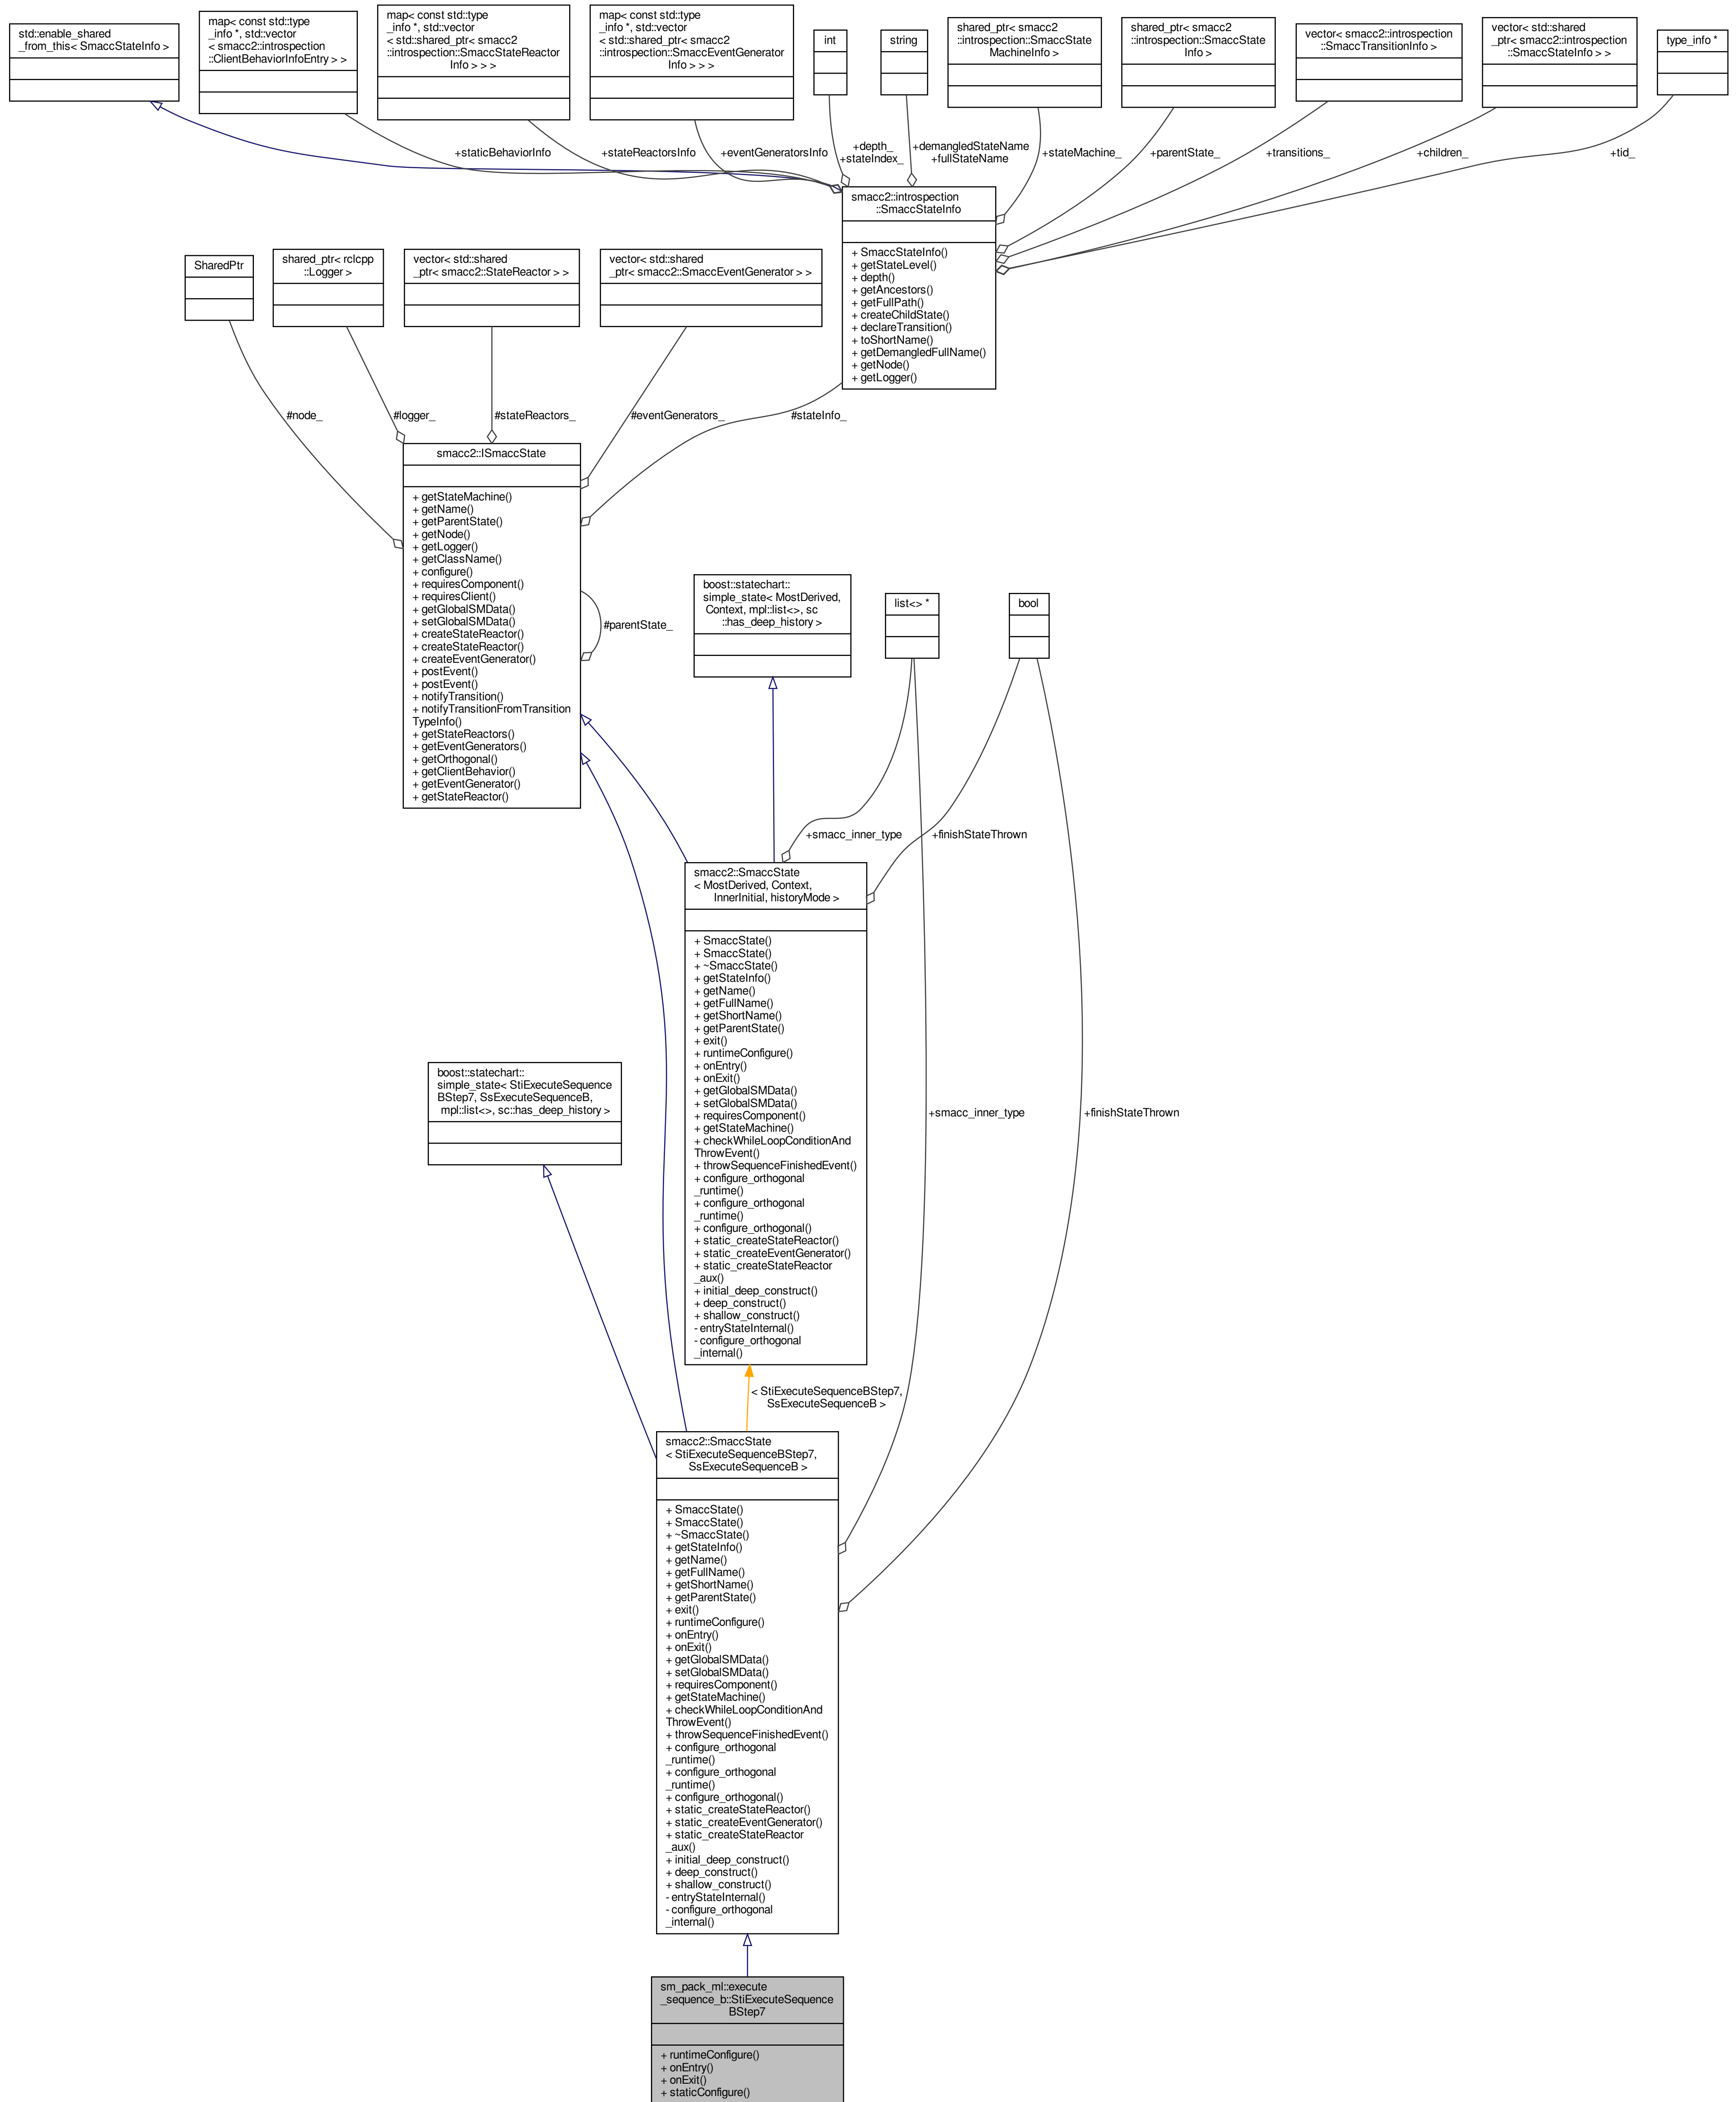 std::enable_shared
_from_this< SmaccStateInfo >
map< const std::type
_info *, std::vector
< smacc2::introspection
::ClientBehaviorInfoEntry > >
map< const std::type
_info *, std::vector
< std::shared_ptr< smacc2
::introspection::SmaccStateReactor
Info > > >
map< const std::type
_info *, std::vector
< std::shared_ptr< smacc2
::introspection::SmaccEventGenerator
Info > > >
int
string
shared_ptr< smacc2
::introspection::SmaccState
MachineInfo >
shared_ptr< smacc2
::introspection::SmaccState
Info >
vector< smacc2::introspection
::SmaccTransitionInfo >
vector< std::shared
_ptr< smacc2::introspection
::SmaccStateInfo > >
type_info *
+staticBehaviorInfo
+stateReactorsInfo
+eventGeneratorsInfo
+depth_
+stateIndex_
+demangledStateName
+fullStateName
+stateMachine_
+parentState_
+transitions_
+children_
+tid_
smacc2::introspection
::SmaccStateInfo
+ SmaccStateInfo()
+ getStateLevel()
+ depth()
+ getAncestors()
+ getFullPath()
+ createChildState()
+ declareTransition()
+ toShortName()
+ getDemangledFullName()
+ getNode()
+ getLogger()
SharedPtr
shared_ptr< rclcpp
::Logger >
vector< std::shared
_ptr< smacc2::StateReactor > >
vector< std::shared
_ptr< smacc2::SmaccEventGenerator > >
#node_
#logger_
#stateReactors_
#eventGenerators_
#stateInfo_
smacc2::ISmaccState
+ getStateMachine()
+ getName()
+ getParentState()
+ getNode()
+ getLogger()
+ getClassName()
+ configure()
+ requiresComponent()
+ requiresClient()
+ getGlobalSMData()
+ setGlobalSMData()
+ createStateReactor()
+ createStateReactor()
+ createEventGenerator()
+ postEvent()
+ postEvent()
+ notifyTransition()
+ notifyTransitionFromTransition
TypeInfo()
+ getStateReactors()
+ getEventGenerators()
+ getOrthogonal()
+ getClientBehavior()
+ getEventGenerator()
+ getStateReactor()
#parentState_
boost::statechart::
simple_state< MostDerived,
Context, mpl::list<>, sc
::has_deep_history >
list<> *
bool
+smacc_inner_type
+finishStateThrown
smacc2::SmaccState
< MostDerived, Context,
InnerInitial, historyMode >
+ SmaccState()
+ SmaccState()
+ ~SmaccState()
+ getStateInfo()
+ getName()
+ getFullName()
+ getShortName()
+ getParentState()
+ exit()
+ runtimeConfigure()
+ onEntry()
+ onExit()
+ getGlobalSMData()
+ setGlobalSMData()
+ requiresComponent()
+ getStateMachine()
+ checkWhileLoopConditionAnd
ThrowEvent()
+ throwSequenceFinishedEvent()
+ configure_orthogonal
_runtime()
+ configure_orthogonal
_runtime()
+ configure_orthogonal()
+ static_createStateReactor()
+ static_createEventGenerator()
+ static_createStateReactor
_aux()
+ initial_deep_construct()
+ deep_construct()
+ shallow_construct()
- entryStateInternal()
- configure_orthogonal
_internal()
boost::statechart::
simple_state< StiExecuteSequence
BStep7, SsExecuteSequenceB,
mpl::list<>, sc::has_deep_history >
+smacc_inner_type
+finishStateThrown
< StiExecuteSequenceBStep7,
SsExecuteSequenceB >
smacc2::SmaccState
< StiExecuteSequenceBStep7,
SsExecuteSequenceB >
+ SmaccState()
+ SmaccState()
+ ~SmaccState()
+ getStateInfo()
+ getName()
+ getFullName()
+ getShortName()
+ getParentState()
+ exit()
+ runtimeConfigure()
+ onEntry()
+ onExit()
+ getGlobalSMData()
+ setGlobalSMData()
+ requiresComponent()
+ getStateMachine()
+ checkWhileLoopConditionAnd
ThrowEvent()
+ throwSequenceFinishedEvent()
+ configure_orthogonal
_runtime()
+ configure_orthogonal
_runtime()
+ configure_orthogonal()
+ static_createStateReactor()
+ static_createEventGenerator()
+ static_createStateReactor
_aux()
+ initial_deep_construct()
+ deep_construct()
+ shallow_construct()
- entryStateInternal()
- configure_orthogonal
_internal()
sm_pack_ml::execute
_sequence_b::StiExecuteSequence
BStep7
+ runtimeConfigure()
+ onEntry()
+ onExit()
+ staticConfigure()